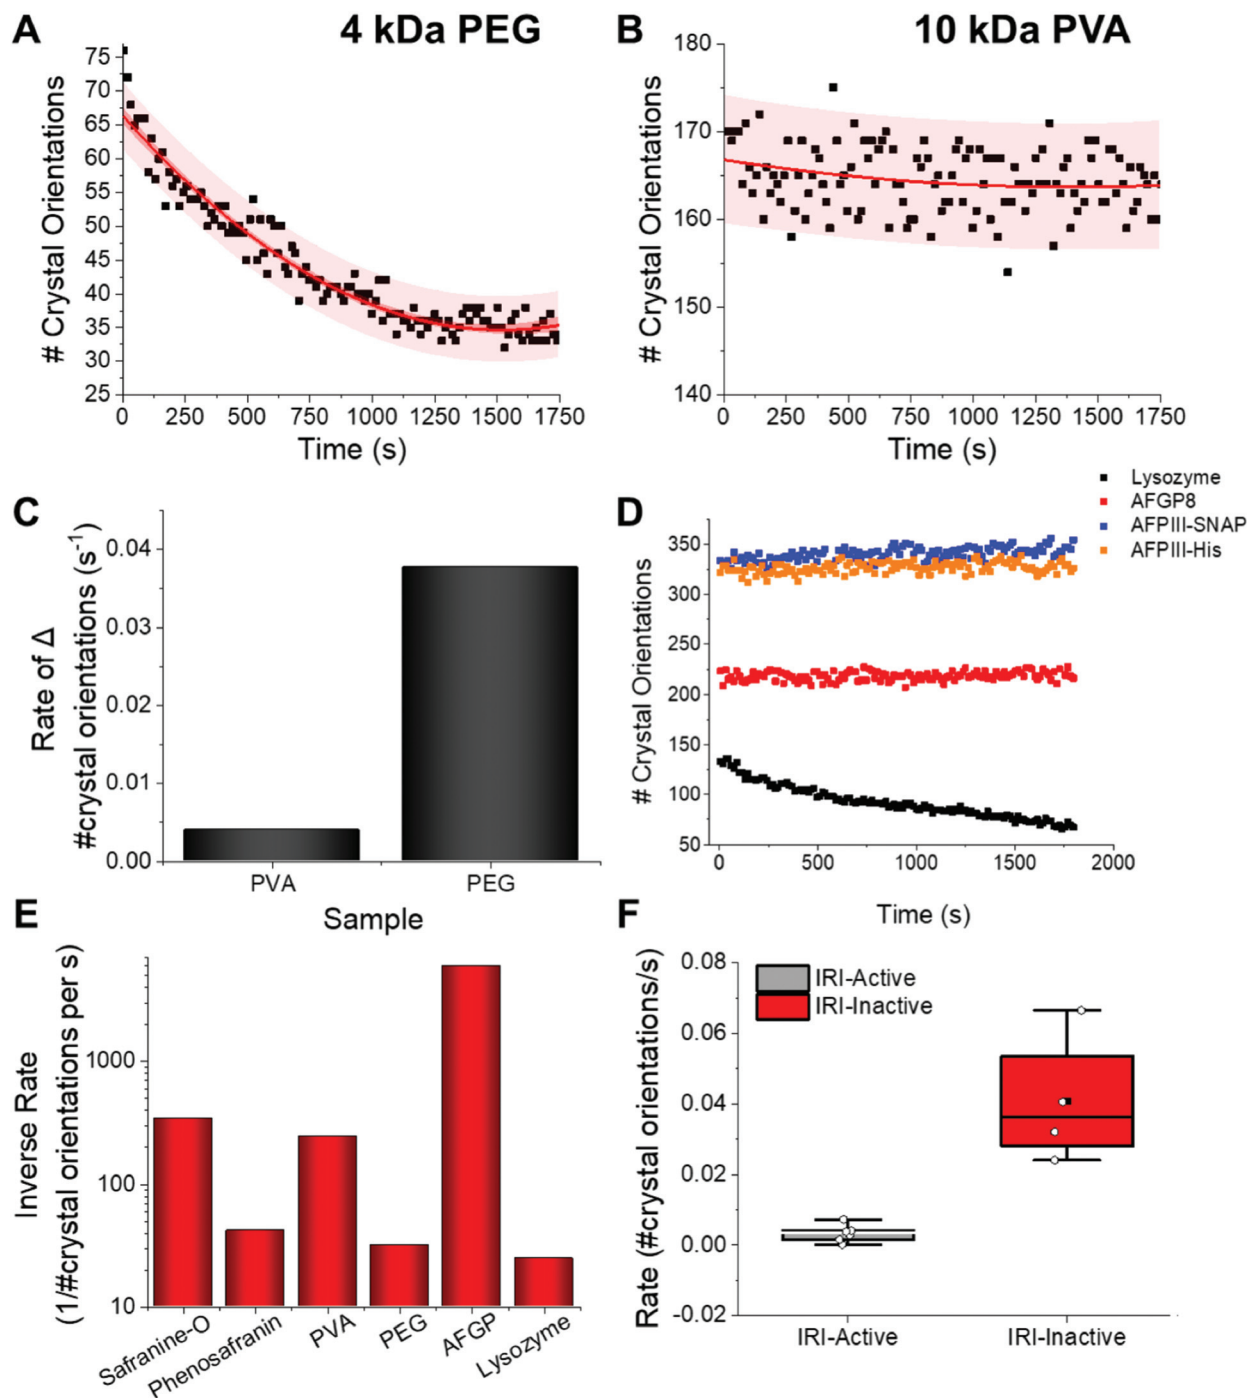 A 4 kDa PEG
75
70
65
60
55
50
45
40
35
30
25
# Crystal Orientations
0 250 500 750 1000 1250 1500 1750
Time (s)
B 10 kDa PVA
180
170
160
150
140
# Crystal Orientations
0 250 500 750 1000 1250 1500 1750
Time (s)
C
0.04
0.03
0.02
0.01
0.00
Rate of Δ
#crystal orientations (s⁻¹)
PVA PEG
Sample
D
Lysozyme
AFGP8
AFPIII-SNAP
AFPIII-His
350
300
250
200
150
100
50
# Crystal Orientations
0 500 1000 1500 2000
Time (s)
E
1000
100
10
Inverse Rate
(1/#crystal orientations per s)
Safranine-O Phenosafranin PVA PEG AFGP Lysozyme
F
IRI-Active
IRI-Inactive
0.08
0.06
0.04
0.02
0.00
-0.02
Rate (#crystal orientations/s)
IRI-Active IRI-Inactive